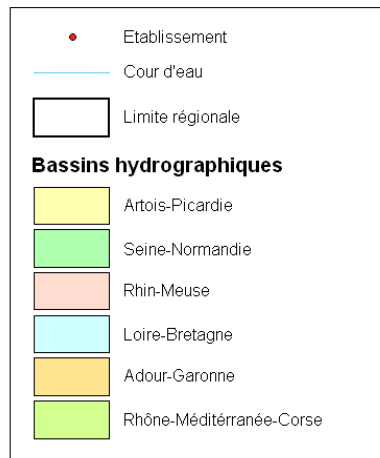 Etablissement
Cour d'eau
Limite régionale
Bassins hydrographiques
Artois-Picardie
Seine-Normandie
Rhin-Meuse
Loire-Bretagne
Adour-Garonne
Rhône-Méditérranée-Corse